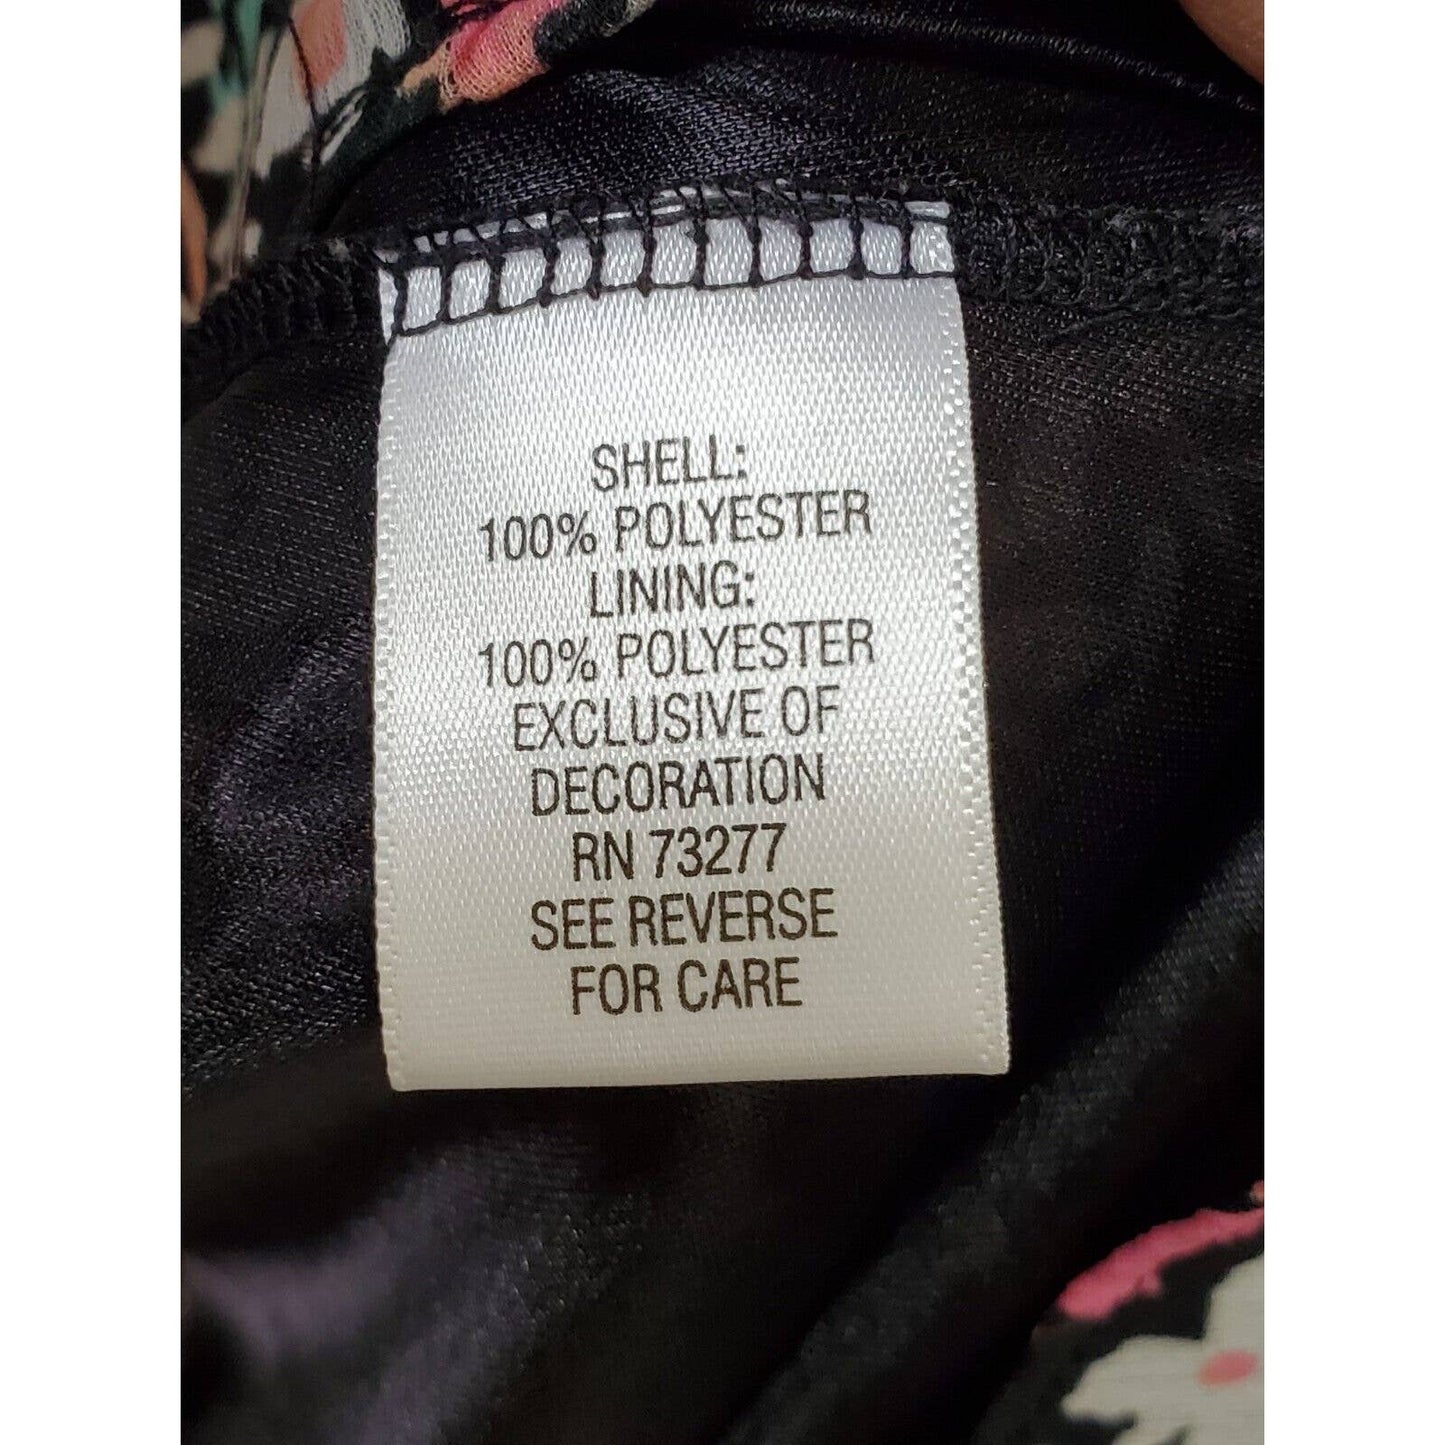 SHELL:
100% POLYESTER
LINING:
100% POLYESTER
EXCLUSIVE OF
DECORATION
RN 73277
SEE REVERSE
FOR CARE